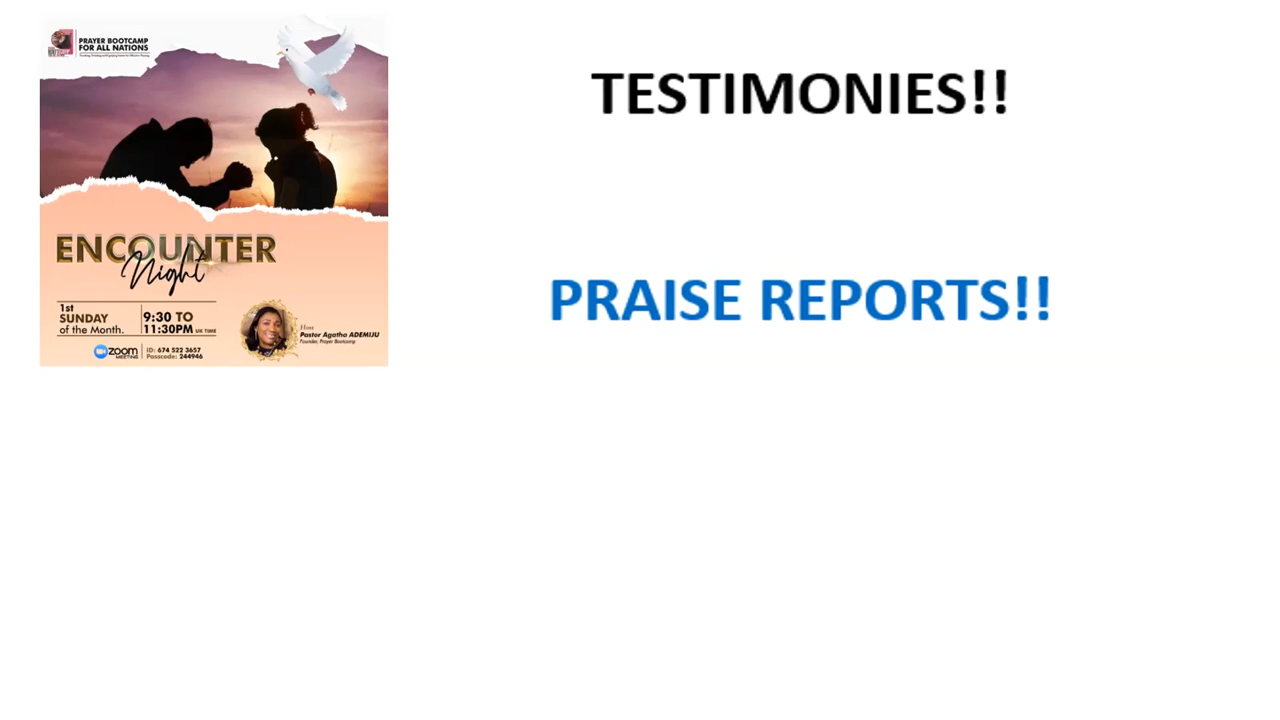 PRAYER BOOTCAMP
FOR ALL NATIONS
ENCOUNTER
Night
1st
SUNDAY
of the Month.
9:30 TO
11:30PM UK TIME
zoom
MEETING
ID: 674 522 3657
Passcode: 244946
Host
Pastor Agatha ADEMIJU
Founder, Prayer Bootcamp
TESTIMONIES!!
PRAISE REPORTS!!